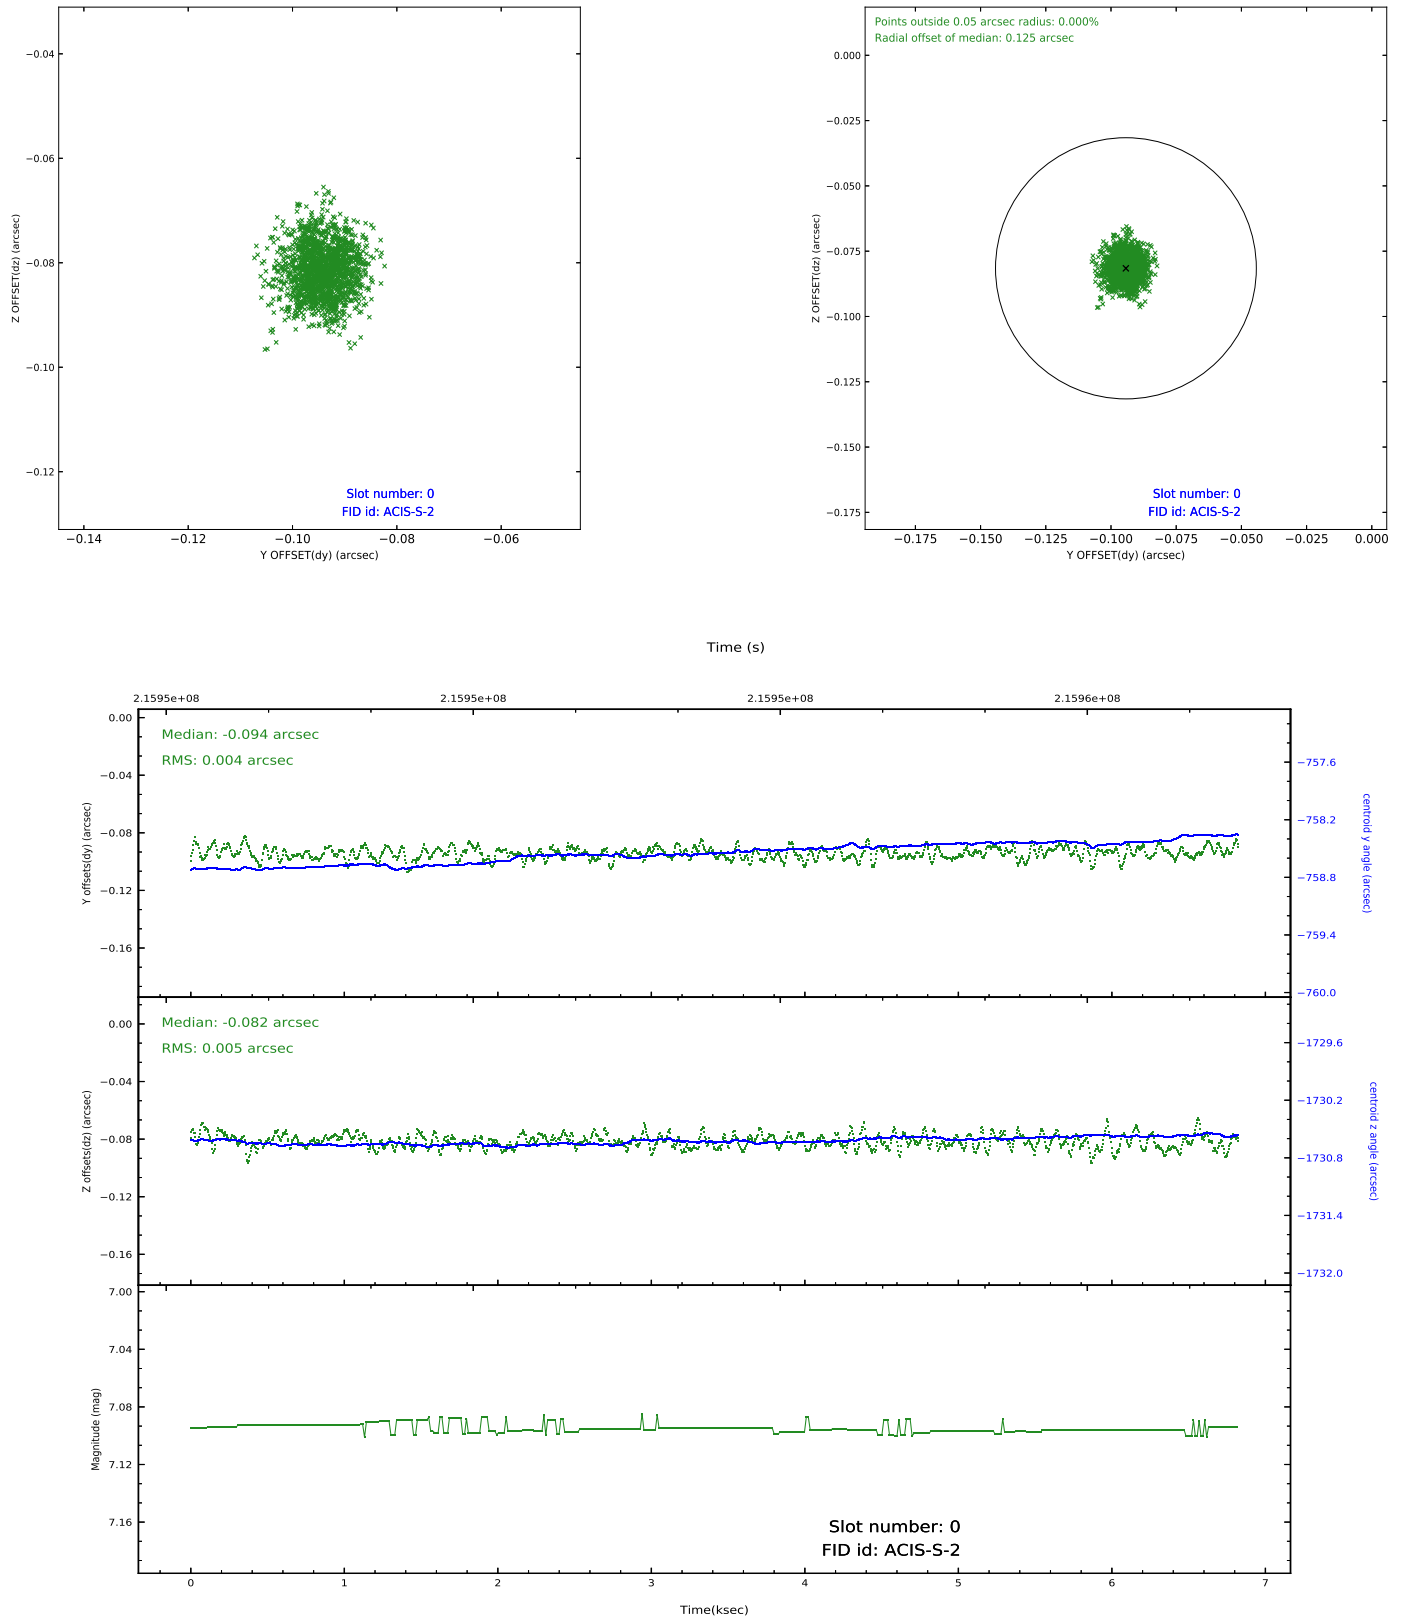 −0.04
−0.06
−0.08
−0.10
−0.12
Z OFFSET(dz) (arcsec)
Slot number: 0
FID id: ACIS-S-2
−0.14
−0.12
−0.10
−0.08
−0.06
Y OFFSET(dy) (arcsec)
Points outside 0.05 arcsec radius: 0.000%
Radial offset of median: 0.125 arcsec
0.000
−0.025
−0.050
−0.075
−0.100
−0.125
−0.150
−0.175
Z OFFSET(dz) (arcsec)
Slot number: 0
FID id: ACIS-S-2
−0.175
−0.150
−0.125
−0.100
−0.075
−0.050
−0.025
0.000
Y OFFSET(dy) (arcsec)
Time (s)
2.1595e+08
2.1595e+08
2.1595e+08
2.1596e+08
Median: -0.094 arcsec
RMS: 0.004 arcsec
0.00
−0.04
−0.08
−0.12
−0.16
Y offsets(dy) (arcsec)
−757.6
−758.2
−758.8
−759.4
−760.0
centroid y angle (arcsec)
Median: -0.082 arcsec
RMS: 0.005 arcsec
0.00
−0.04
−0.08
−0.12
−0.16
Z offsets(dz) (arcsec)
−1729.6
−1730.2
−1730.8
−1731.4
−1732.0
centroid z angle (arcsec)
7.00
7.04
7.08
7.12
7.16
Magnitude (mag)
Slot number: 0
FID id: ACIS-S-2
0
1
2
3
4
5
6
7
Time(ksec)